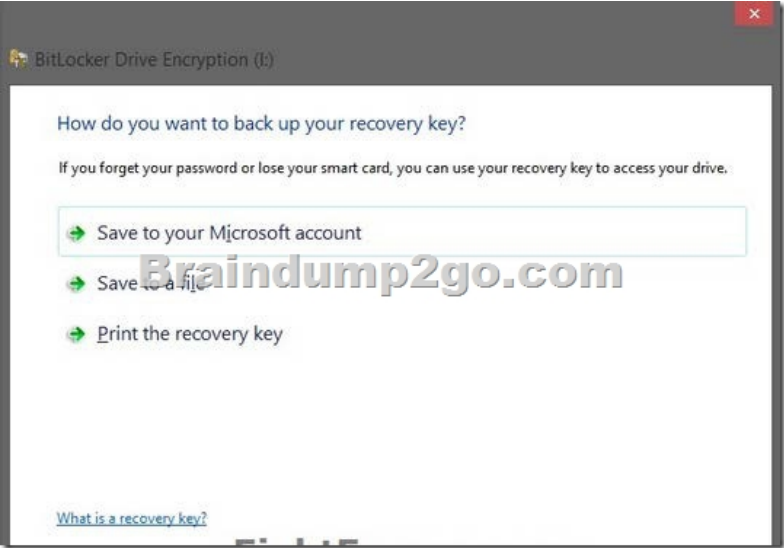 BitLocker Drive Encryption (I:)
How do you want to back up your recovery key?
If you forget your password or lose your smart card, you can use your recovery key to access your drive.
Save to your Microsoft account
Save to a file
Braindump2go.com
Print the recovery key
What is a recovery key?